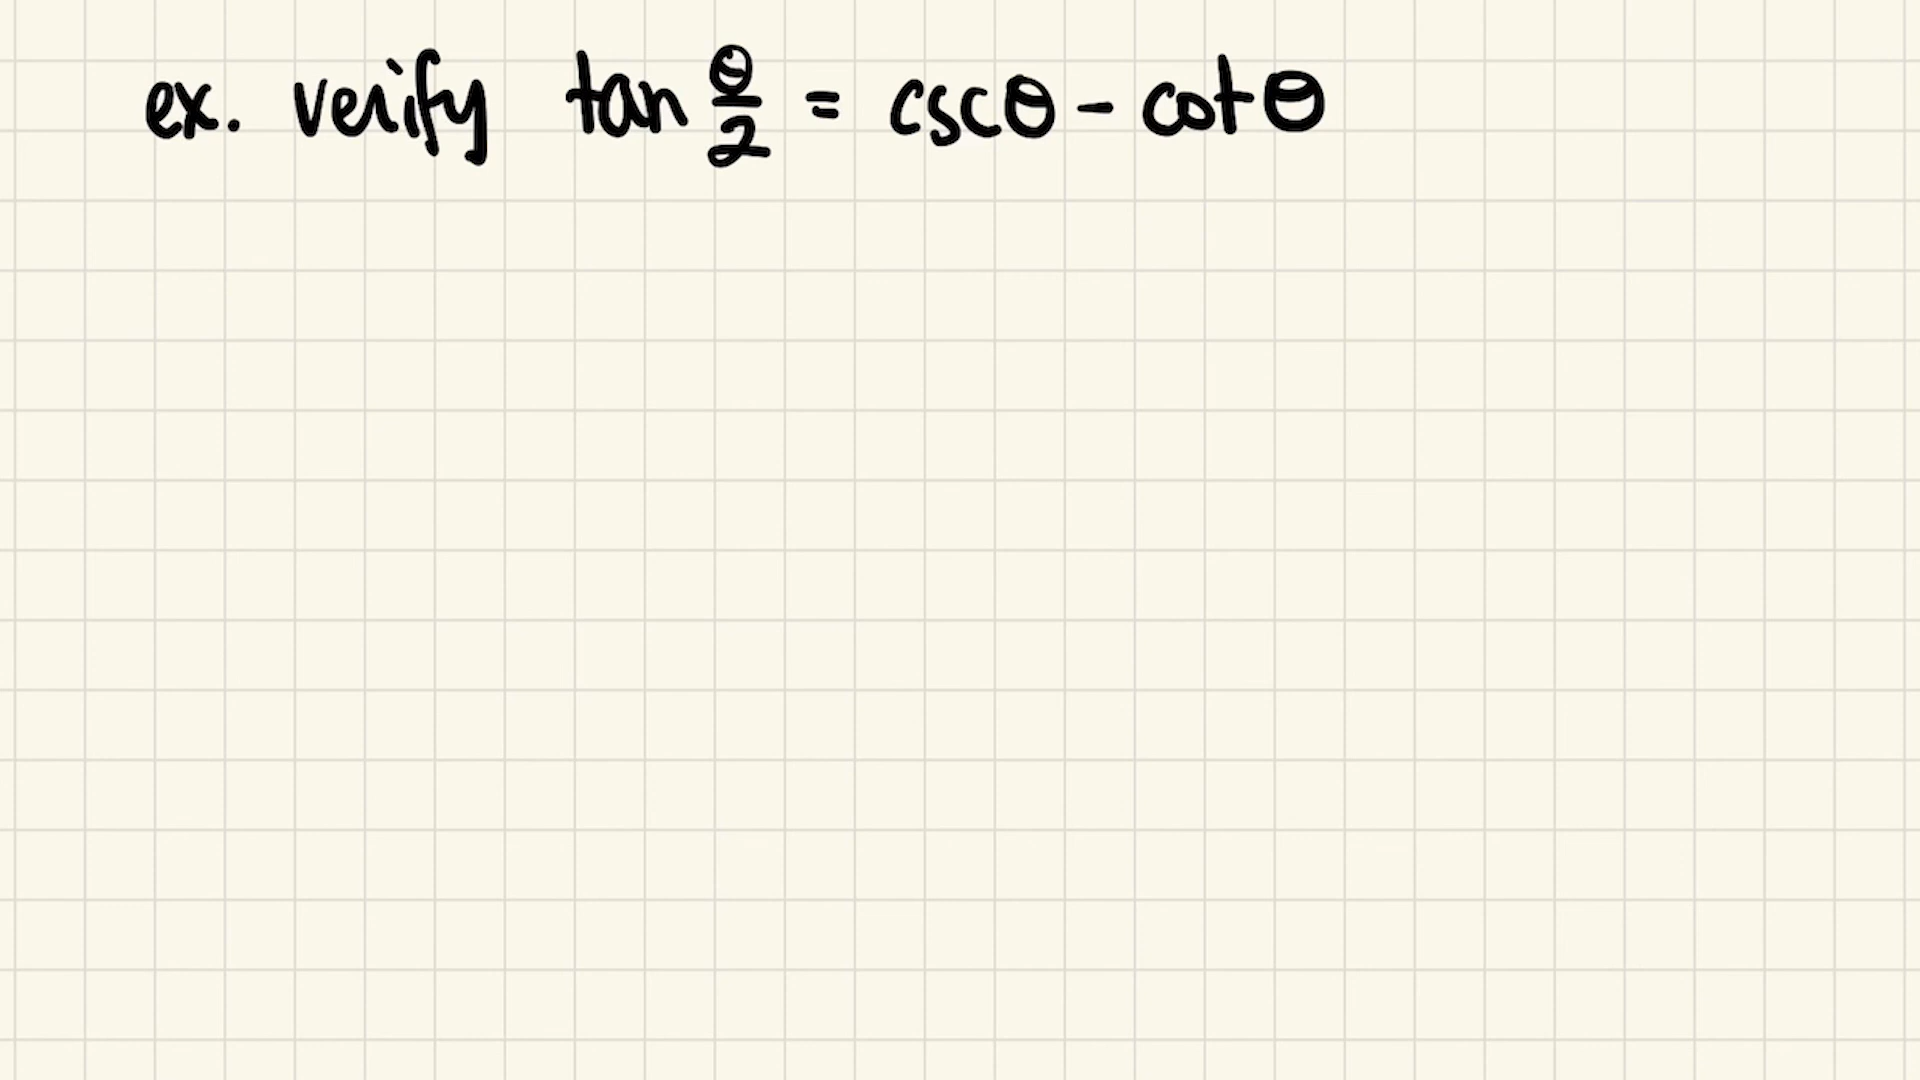 ex. verify tan θ/2 = cscθ - cotθ